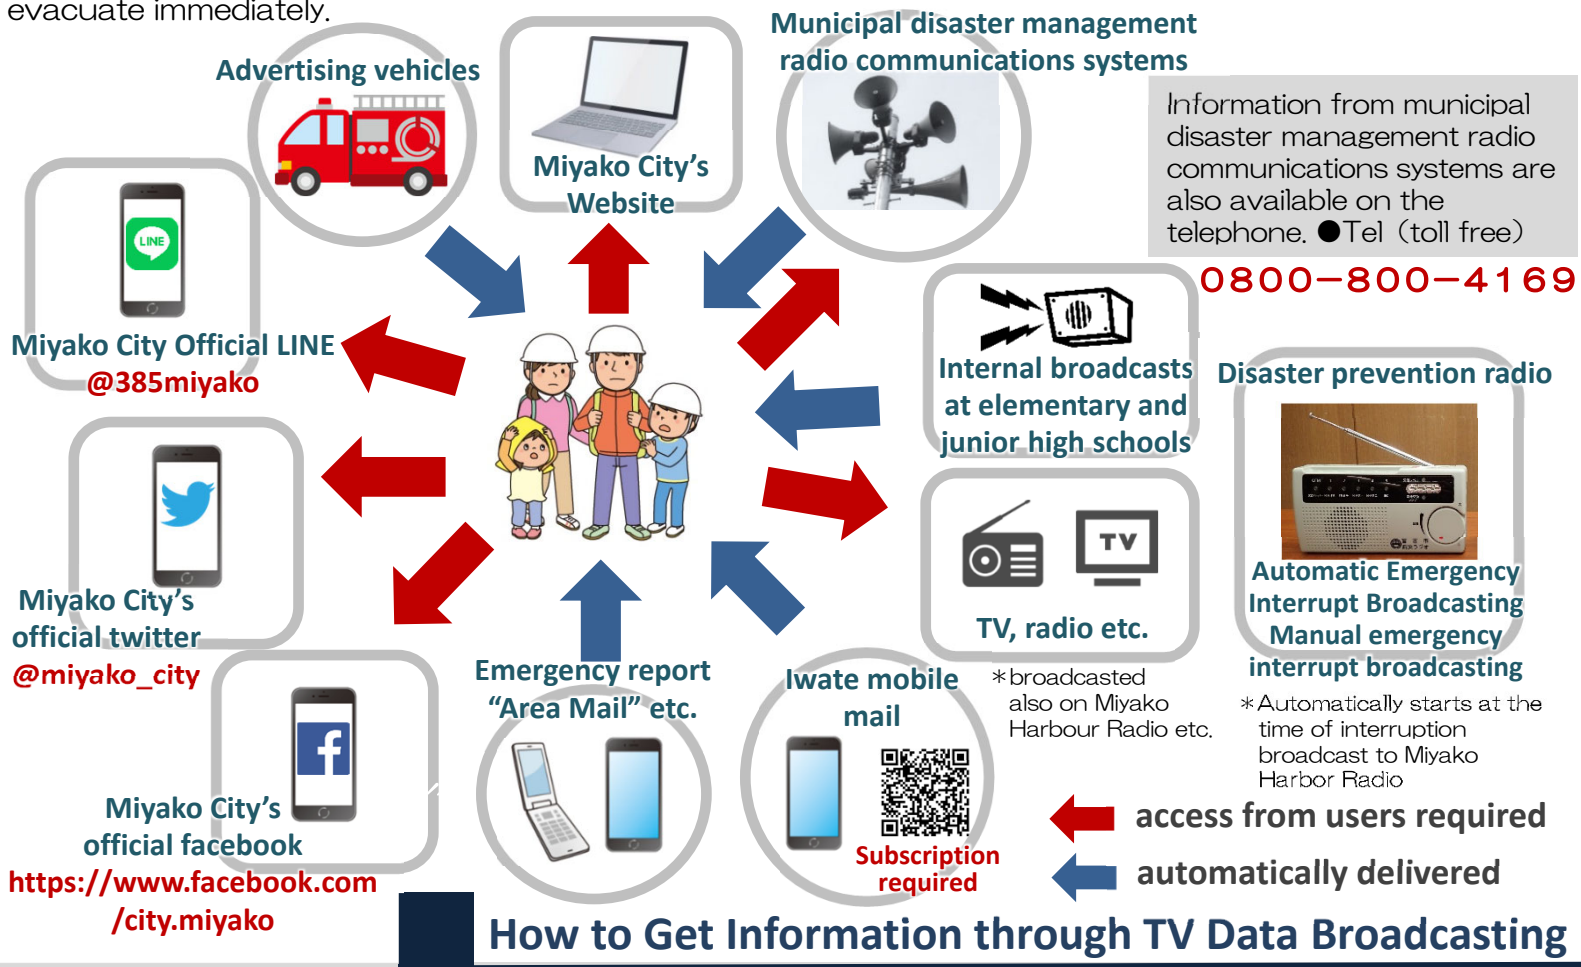 evacuate immediately.
Municipal disaster management
radio communications systems
Advertising vehicles
Miyako City's
Website
Information from municipal
disaster management radio
communications systems are
also available on the
telephone. ●Tel（toll free）
0800−800−4169
LINE
Miyako City Official LINE
@385miyako
Internal broadcasts
at elementary and
junior high schools
Disaster prevention radio
Automatic Emergency
Interrupt Broadcasting
Manual emergency
interrupt broadcasting
＊Automatically starts at the
time of interruption
broadcast to Miyako
Harbor Radio
Miyako City's
official twitter
@miyako_city
TV
TV, radio etc.
＊broadcasted
also on Miyako
Harbour Radio etc.
Emergency report
“Area Mail” etc.
Iwate mobile
mail
Subscription
required
f
Miyako City's
official facebook
https://www.facebook.com
/city.miyako
access from users required
automatically delivered
How to Get Information through TV Data Broadcasting